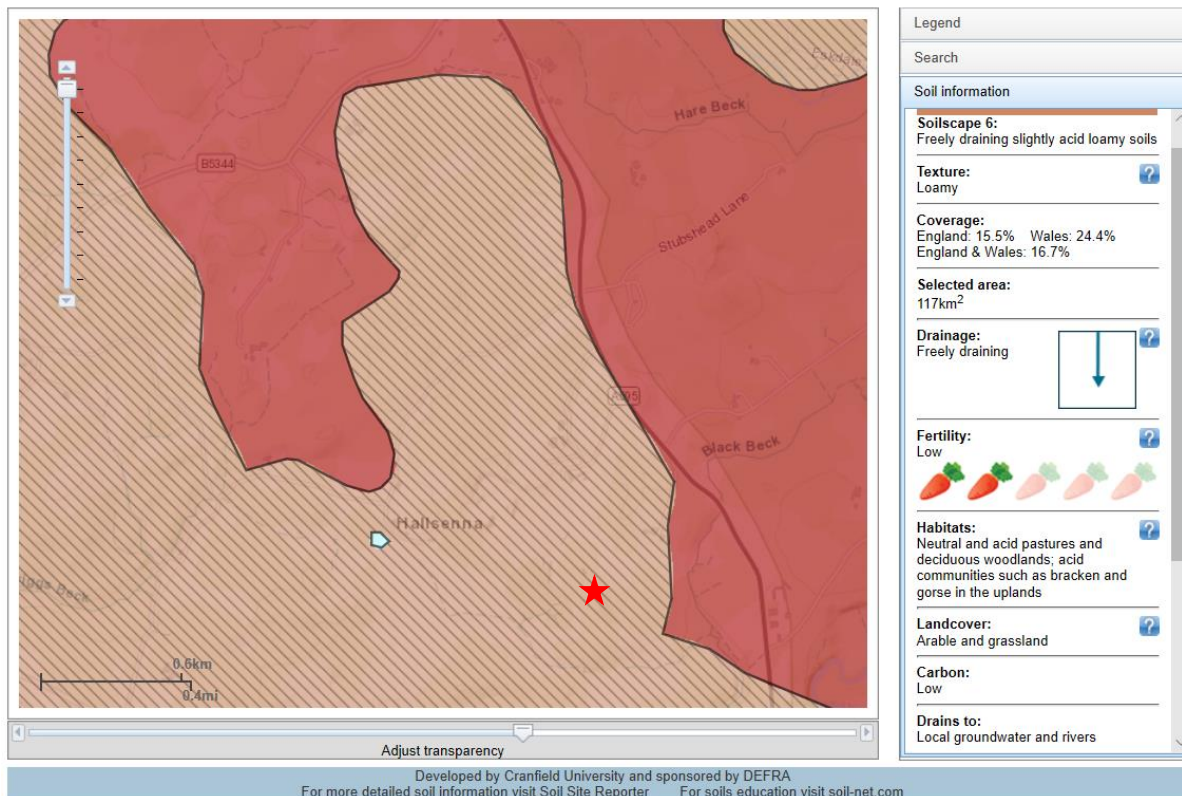 Legend
Search
Soil information
Soilscape 6:
Freely draining slightly acid loamy soils
Texture:
Loamy
Coverage:
England: 15.5% Wales: 24.4%
England & Wales: 16.7%
Selected area:
117km²
Drainage:
Freely draining
Fertility:
Low
Habitats:
Neutral and acid pastures and
deciduous woodlands; acid
communities such as bracken and
gorse in the uplands
Landcover:
Arable and grassland
Carbon:
Low
Drains to:
Local groundwater and rivers
Eskdale
Hare Beck
B5344
Stubshead Lane
A595
Black Beck
Hallsenna
iggs Beck
0.6km
0.4mi
Adjust transparency
Developed by Cranfield University and sponsored by DEFRA
For more detailed soil information visit Soil Site Reporter For soils education visit soil-net.com